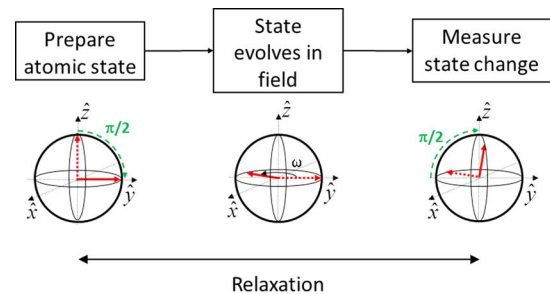 Prepare
atomic state
State
evolves in
field
Measure
state change
ẑ
π/2
x̂
ŷ
ẑ
ω
x̂
ŷ
π/2
ẑ
x̂
ŷ
Relaxation